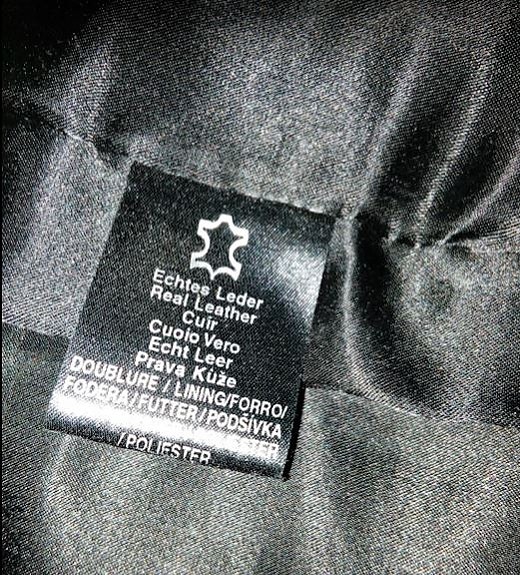 Echtes Leder
Real Leather
Cuir
Cuoio Vero
Echt Leer
Prava Kůže
DOUBLURE / LINING/FORRO/
FODERA/FUTTER/PODŠÍVKA
/POLIESTER